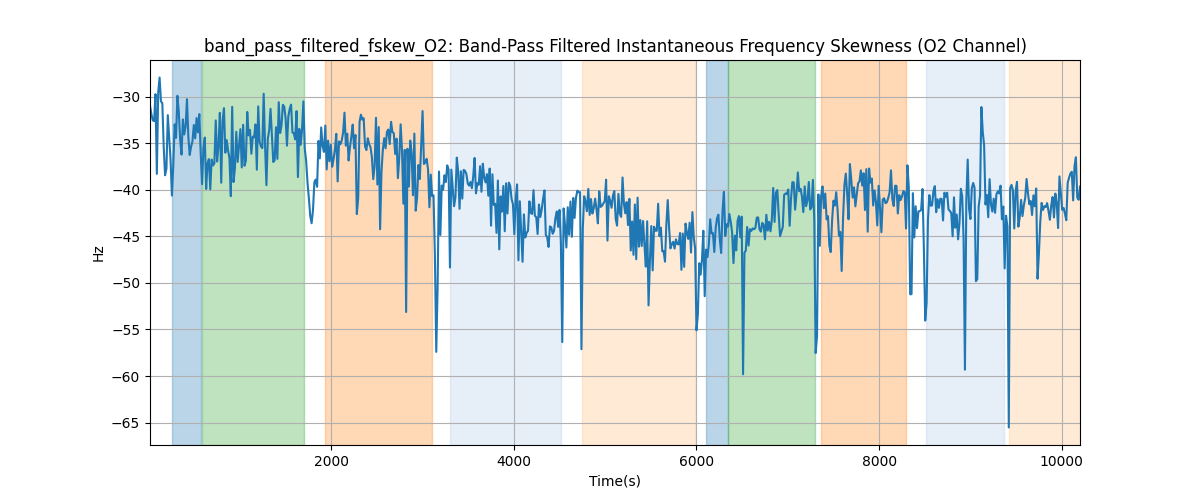 band_pass_filtered_fskew_O2: Band-Pass Filtered Instantaneous Frequency Skewness (O2 Channel)
−30
−35
−40
−45
−50
−55
−60
−65
Hz
2000 4000 6000 8000 10000
Time(s)